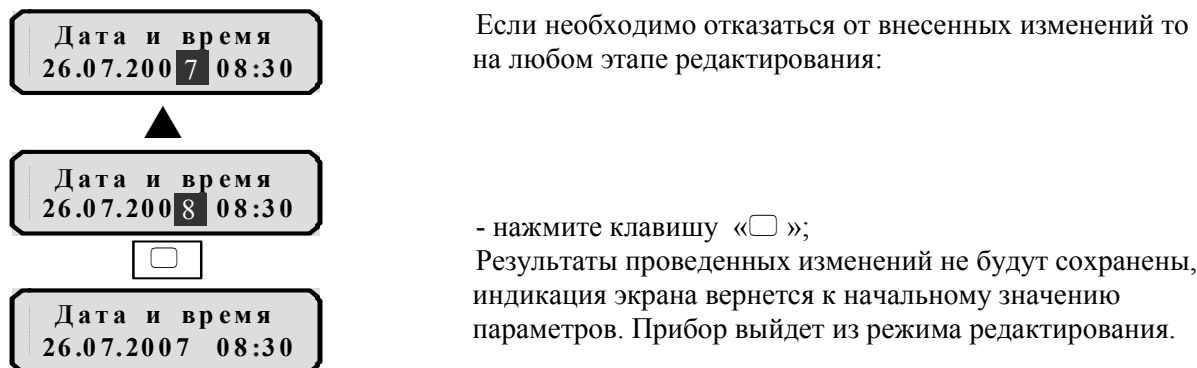 Дата и время
26.07.2007 08:30
Если необходимо отказаться от внесенных изменений то
на любом этапе редактирования:
Дата и время
26.07.2008 08:30
- нажмите клавишу «▢ »;
Результаты проведенных изменений не будут сохранены,
индикация экрана вернется к начальному значению
параметров. Прибор выйдет из режима редактирования.
Дата и время
26.07.2007 08:30